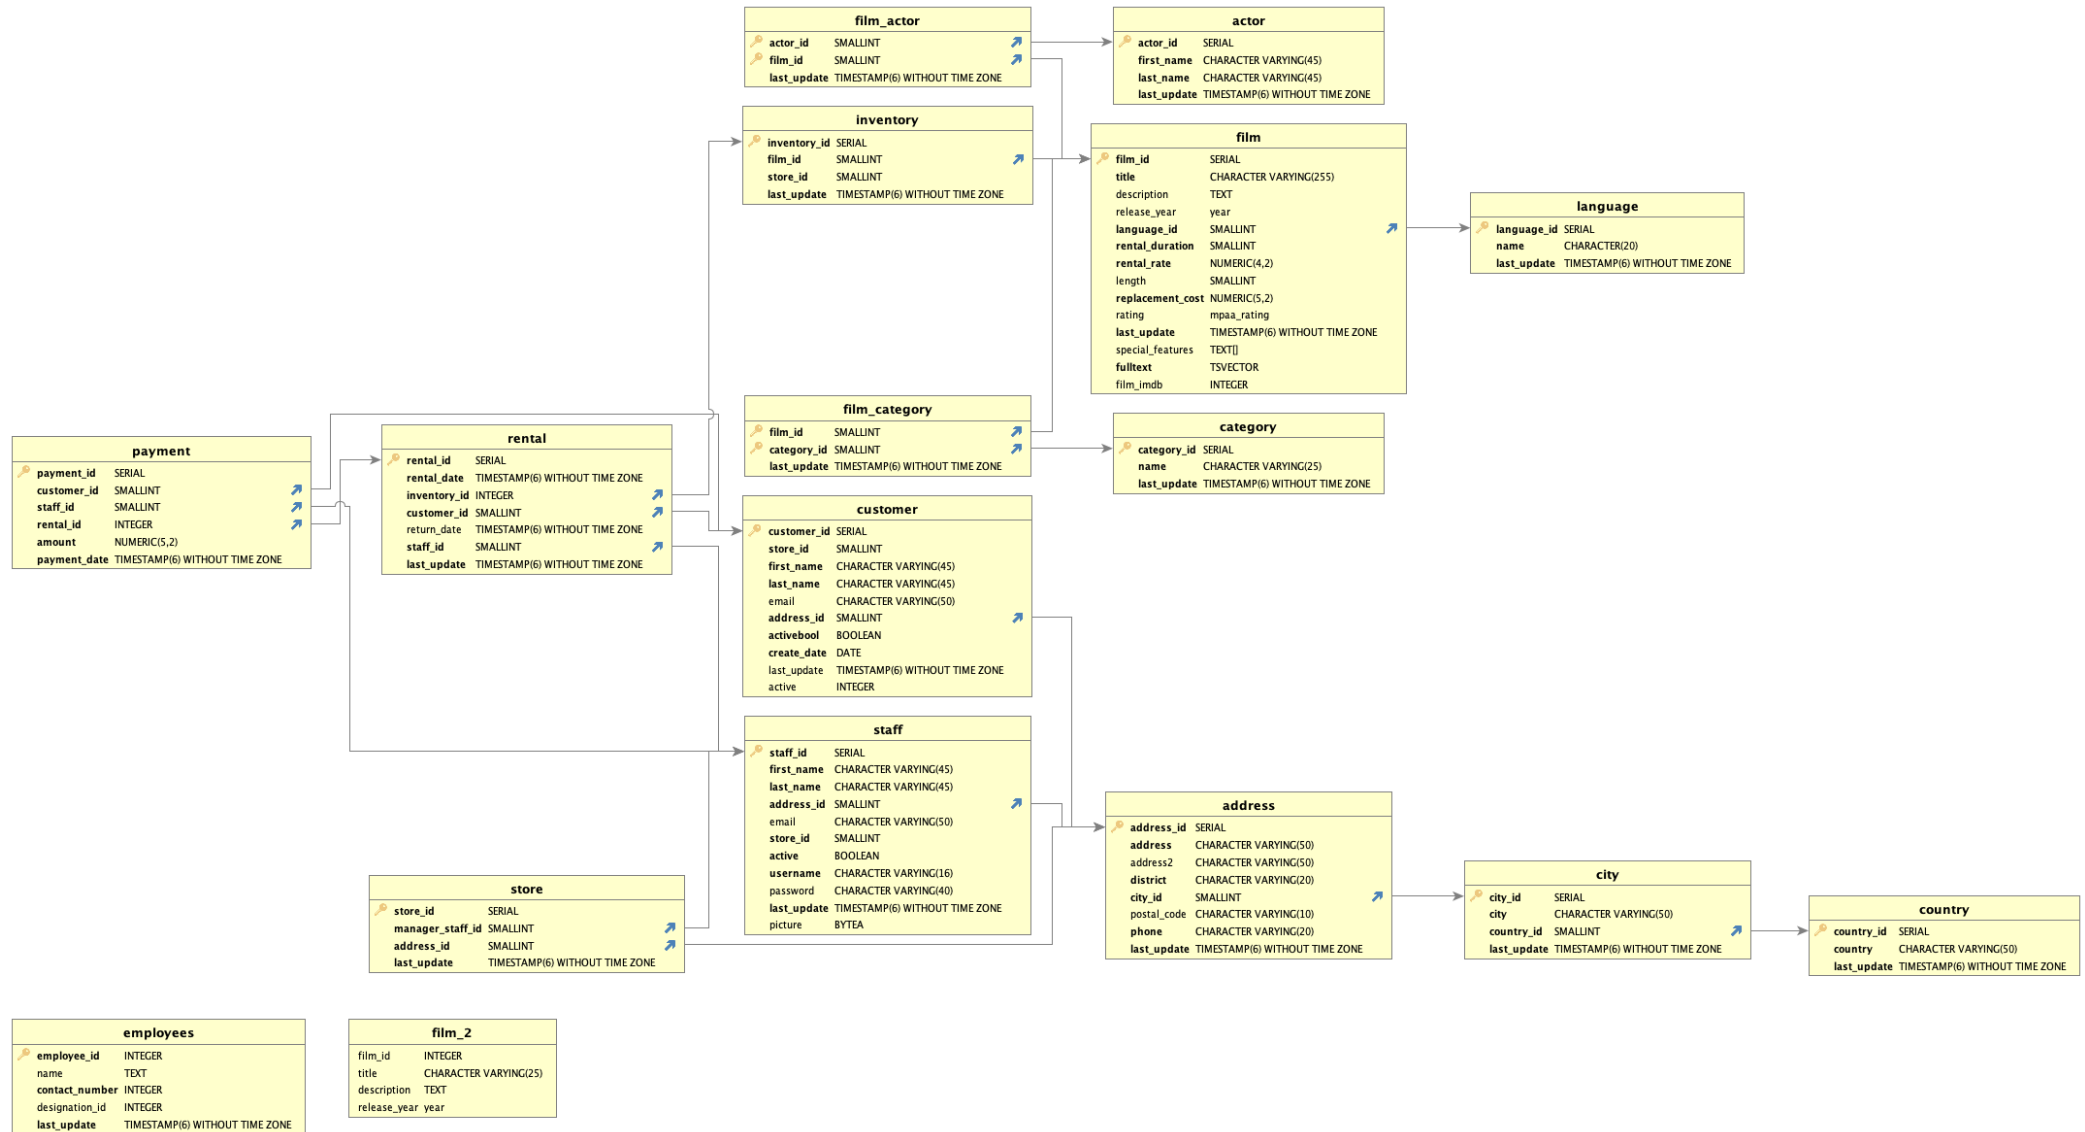 film_actor
actor_id SMALLINT
film_id SMALLINT
last_update TIMESTAMP(6) WITHOUT TIME ZONE
actor
actor_id SERIAL
first_name CHARACTER VARYING(45)
last_name CHARACTER VARYING(45)
last_update TIMESTAMP(6) WITHOUT TIME ZONE
inventory
inventory_id SERIAL
film_id SMALLINT
store_id SMALLINT
last_update TIMESTAMP(6) WITHOUT TIME ZONE
film
film_id SERIAL
title CHARACTER VARYING(255)
description TEXT
release_year year
language_id SMALLINT
rental_duration SMALLINT
rental_rate NUMERIC(4,2)
length SMALLINT
replacement_cost NUMERIC(5,2)
rating mpaa_rating
last_update TIMESTAMP(6) WITHOUT TIME ZONE
special_features TEXT[]
fulltext TSVECTOR
film_imdb INTEGER
language
language_id SERIAL
name CHARACTER(20)
last_update TIMESTAMP(6) WITHOUT TIME ZONE
payment
payment_id SERIAL
customer_id SMALLINT
staff_id SMALLINT
rental_id INTEGER
amount NUMERIC(5,2)
payment_date TIMESTAMP(6) WITHOUT TIME ZONE
rental
rental_id SERIAL
rental_date TIMESTAMP(6) WITHOUT TIME ZONE
inventory_id INTEGER
customer_id SMALLINT
return_date TIMESTAMP(6) WITHOUT TIME ZONE
staff_id SMALLINT
last_update TIMESTAMP(6) WITHOUT TIME ZONE
film_category
film_id SMALLINT
category_id SMALLINT
last_update TIMESTAMP(6) WITHOUT TIME ZONE
category
category_id SERIAL
name CHARACTER VARYING(25)
last_update TIMESTAMP(6) WITHOUT TIME ZONE
customer
customer_id SERIAL
store_id SMALLINT
first_name CHARACTER VARYING(45)
last_name CHARACTER VARYING(45)
email CHARACTER VARYING(50)
address_id SMALLINT
activebool BOOLEAN
create_date DATE
last_update TIMESTAMP(6) WITHOUT TIME ZONE
active INTEGER
staff
staff_id SERIAL
first_name CHARACTER VARYING(45)
last_name CHARACTER VARYING(45)
address_id SMALLINT
email CHARACTER VARYING(50)
store_id SMALLINT
active BOOLEAN
username CHARACTER VARYING(16)
password CHARACTER VARYING(40)
last_update TIMESTAMP(6) WITHOUT TIME ZONE
picture BYTEA
store
store_id SERIAL
manager_staff_id SMALLINT
address_id SMALLINT
last_update TIMESTAMP(6) WITHOUT TIME ZONE
address
address_id SERIAL
address CHARACTER VARYING(50)
address2 CHARACTER VARYING(50)
district CHARACTER VARYING(20)
city_id SMALLINT
postal_code CHARACTER VARYING(10)
phone CHARACTER VARYING(20)
last_update TIMESTAMP(6) WITHOUT TIME ZONE
city
city_id SERIAL
city CHARACTER VARYING(50)
country_id SMALLINT
last_update TIMESTAMP(6) WITHOUT TIME ZONE
country
country_id SERIAL
country CHARACTER VARYING(50)
last_update TIMESTAMP(6) WITHOUT TIME ZONE
employees
employee_id INTEGER
name TEXT
contact_number INTEGER
designation_id INTEGER
last_update TIMESTAMP(6) WITHOUT TIME ZONE
film_2
film_id INTEGER
title CHARACTER VARYING(25)
description TEXT
release_year year